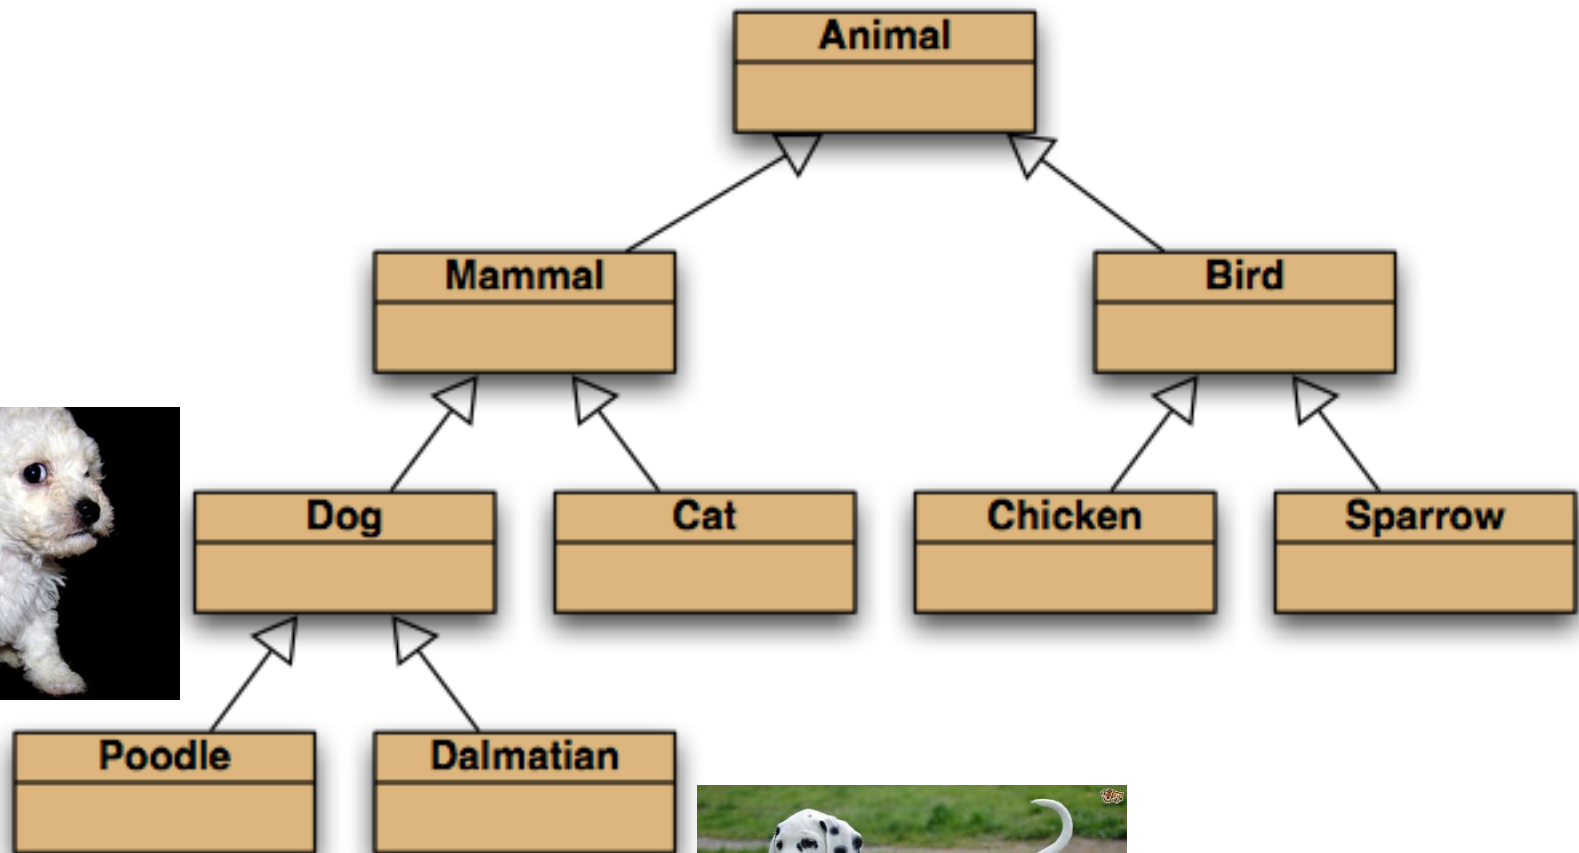 Animal
Mammal
Bird
Dog
Cat
Chicken
Sparrow
Poodle
Dalmatian